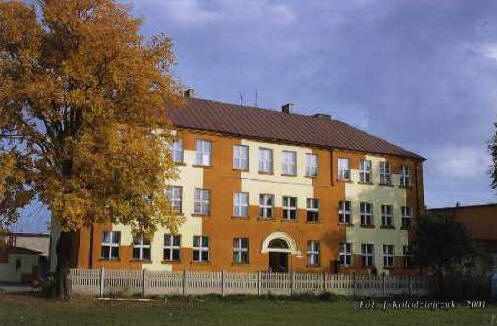 Fot - J. Kołodziejczyk - 2001